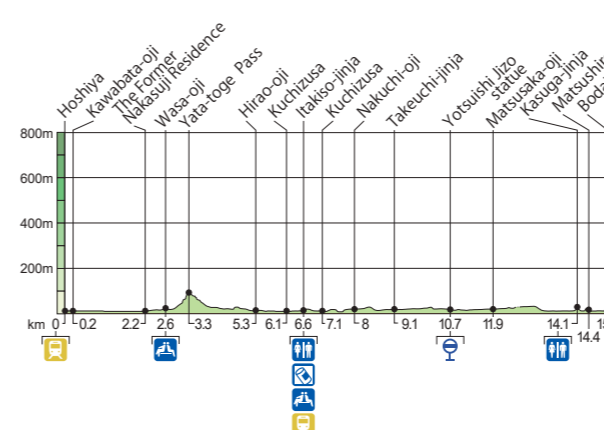 Hoshiya
Kawabata-oji
The Former
Nakasuji Residence
Wasa-oji
Yata-toge Pass
Hirao-oji
Kuchizusa
Itakiso-jinja
Kuchizusa
Nakuchi-oji
Takeuchi-jinja
Yotsuishi Jizo
statue
Matsusaka-oji
Kasuga-jinja
800m
600m
400m
200m
km 0 0.2 2.2 2.6 3.3 5.3 6.1 6.6 7.1 8 9.1 10.7 11.9 14.1
14.4